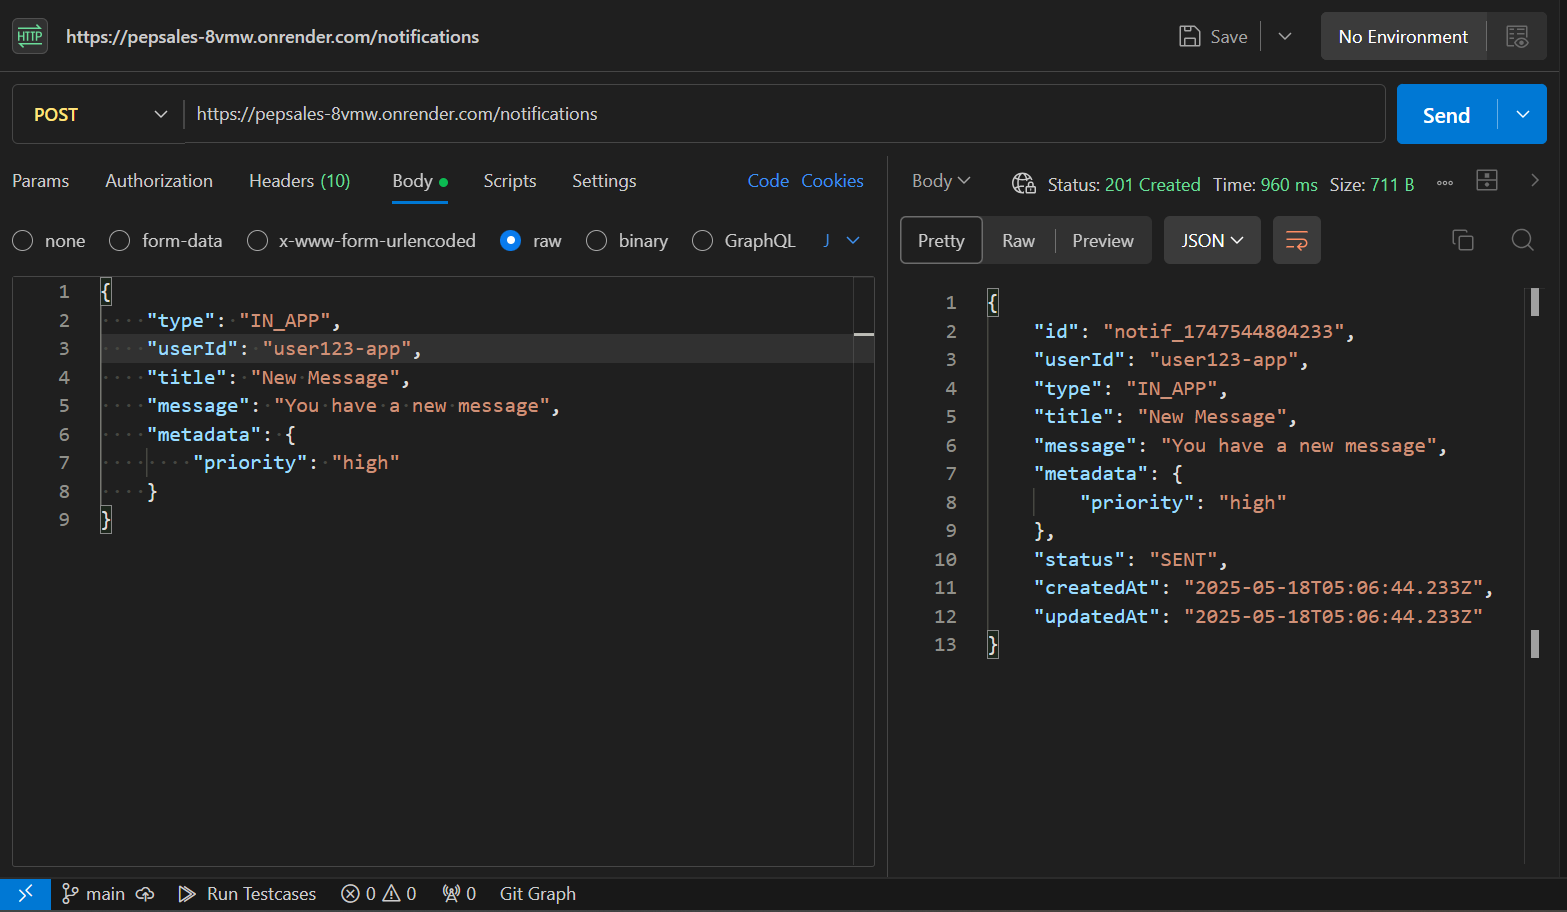 HTTP https://pepsales-8vmw.onrender.com/notifications Save No Environment
POST https://pepsales-8vmw.onrender.com/notifications Send
Params Authorization Headers (10) Body Scripts Settings Code Cookies
none form-data x-www-form-urlencoded raw binary GraphQL J
1 {
2 "type": "IN_APP",
3 "userId": "user123-app",
4 "title": "New Message",
5 "message": "You have a new message",
6 "metadata": {
7 "priority": "high"
8 }
9 }
Body Status: 201 Created Time: 960 ms Size: 711 B
Pretty Raw Preview JSON
1 {
2 "id": "notif_1747544804233",
3 "userId": "user123-app",
4 "type": "IN_APP",
5 "title": "New Message",
6 "message": "You have a new message",
7 "metadata": {
8 "priority": "high"
9 },
10 "status": "SENT",
11 "createdAt": "2025-05-18T05:06:44.233Z",
12 "updatedAt": "2025-05-18T05:06:44.233Z"
13 }
main Run Testcases 0 0 0 Git Graph